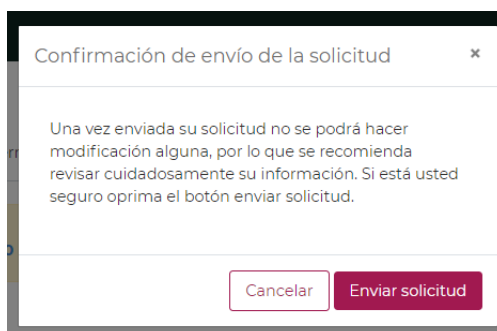 Confirmación de envío de la solicitud ×
Una vez enviada su solicitud no se podrá hacer
modificación alguna, por lo que se recomienda
revisar cuidadosamente su información. Si está usted
seguro oprima el botón enviar solicitud.
Cancelar Enviar solicitud